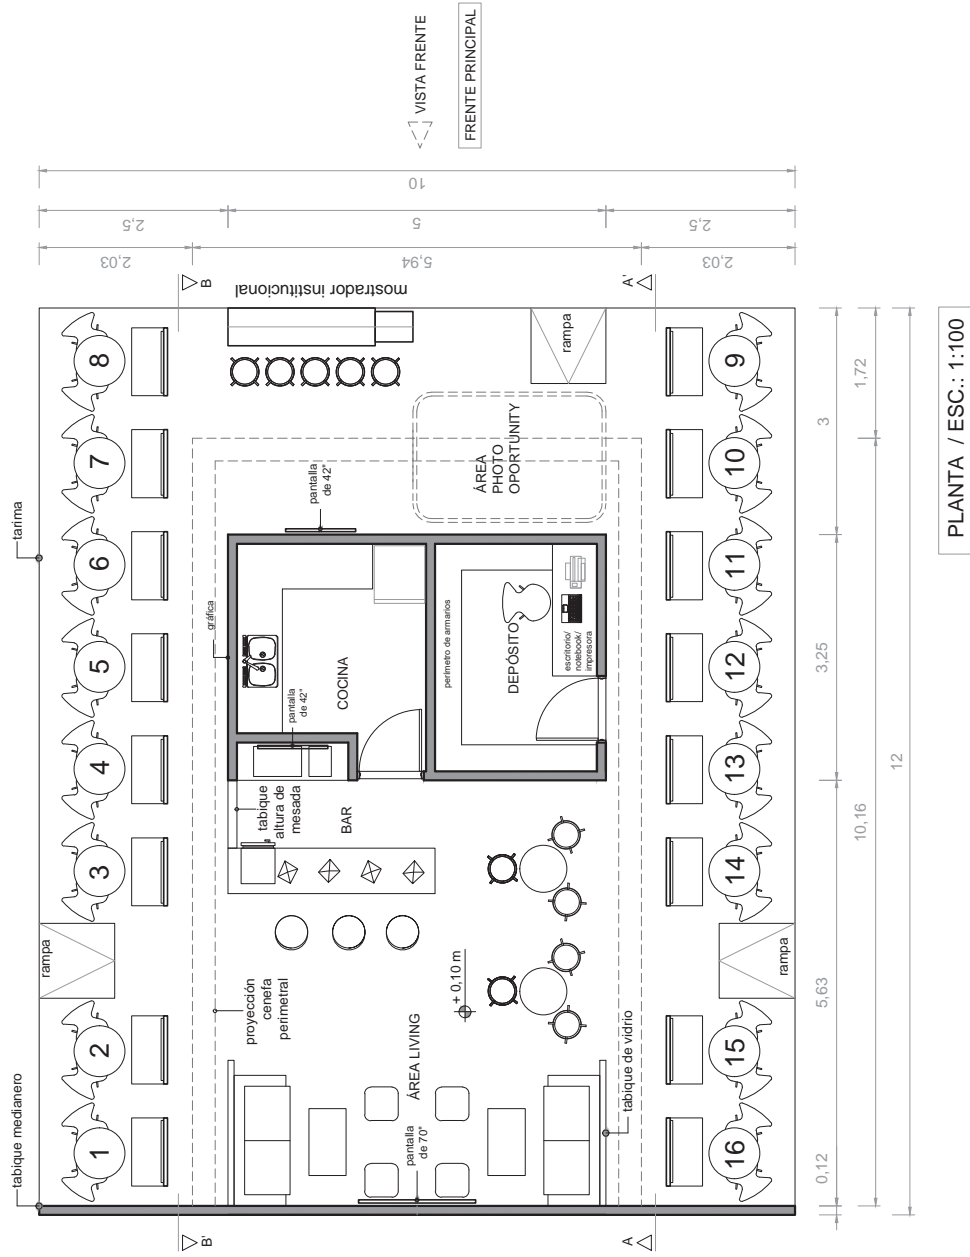 VISTA FRENTE
FRENTE PRINCIPAL
10
2,5
5
2,5
2,03
5,94
2,03
B
A'
mostrador institucional
tarima
8
7
6
5
4
3
2
1
rampa
tabique medianero
rampa
ÁREA
PHOTO
OPORTUNITY
pantalla
de 42"
gráfica
COCINA
pantalla
de 42"
perímetro de armarios
DEPÓSITO
escritorio/
notebook/
impresora
tabique
altura de
mesada
BAR
proyección
cenefa
perimetral
+ 0,10 m
ÁREA LIVING
pantalla
de 70"
tabique de vidrio
9
10
11
12
13
14
15
16
rampa
B'
A
1,72
3
3,25
5,63
0,12
10,16
12
PLANTA / ESC.: 1:100